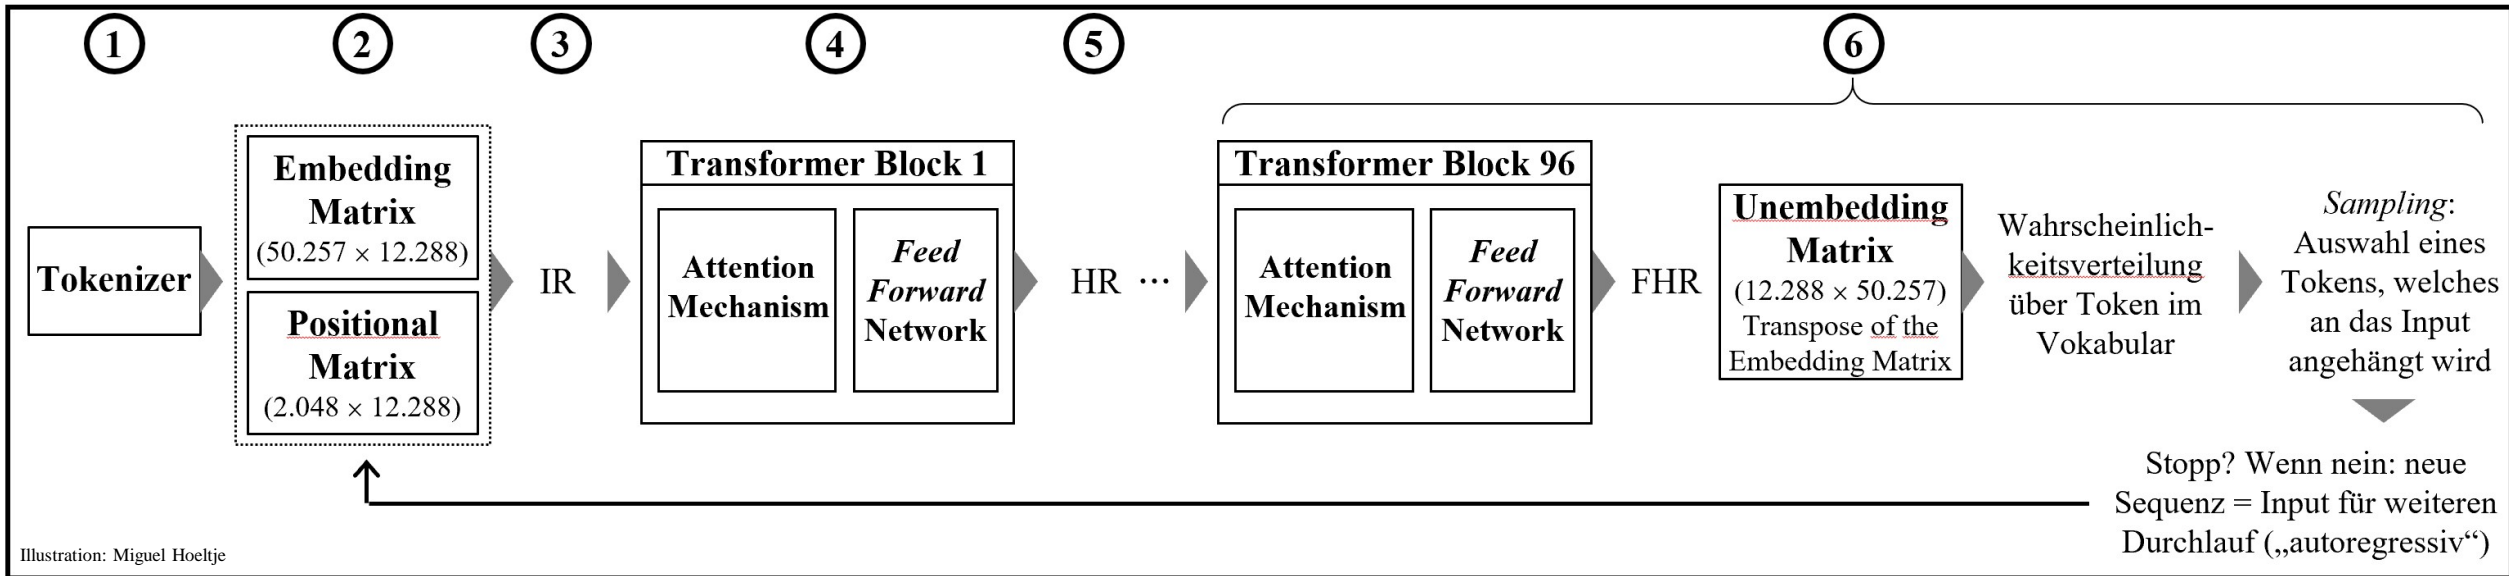 1
2
3
4
5
6
Tokenizer
Embedding
Matrix
(50.257 × 12.288)
Positional
Matrix
(2.048 × 12.288)
IR
Transformer Block 1
Attention
Mechanism
Feed
Forward
Network
HR ...
Transformer Block 96
Attention
Mechanism
Feed
Forward
Network
FHR
Unembedding
Matrix
(12.288 × 50.257)
Transpose of the
Embedding Matrix
Wahrscheinlich-
keitsverteilung
über Token im
Vokabular
Sampling:
Auswahl eines
Tokens, welches
an das Input
angehängt wird
Stopp? Wenn nein: neue
Sequenz = Input für weiteren
Durchlauf („autoregressiv“)
Illustration: Miguel Hoeltje